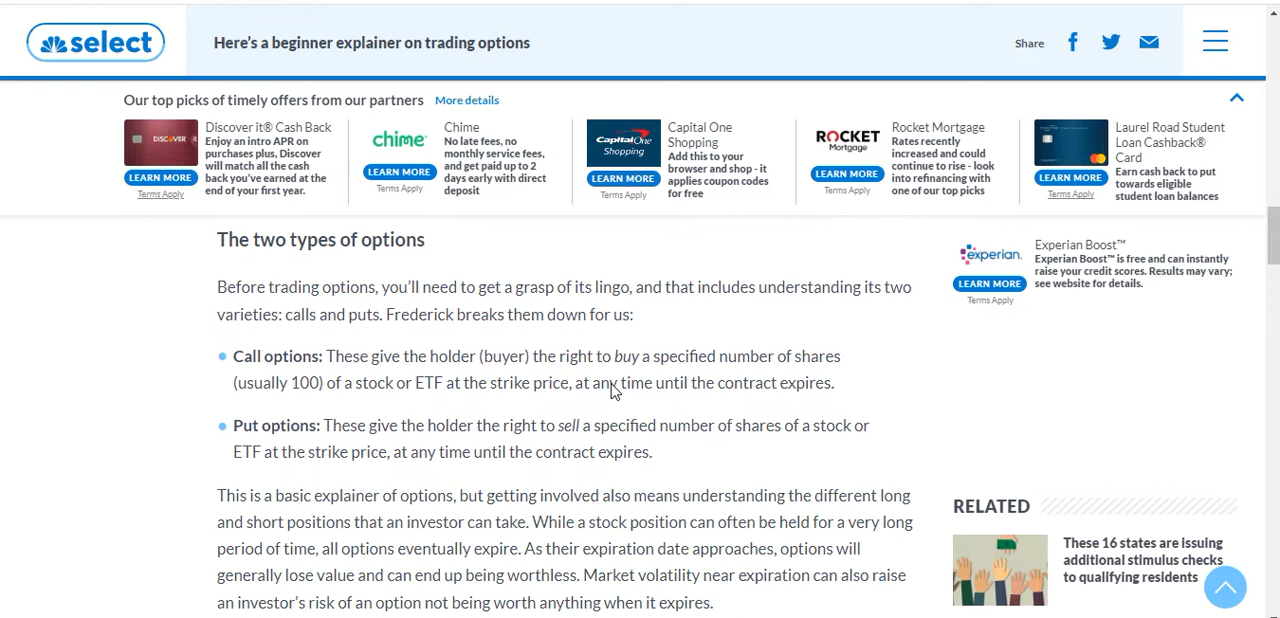 select
Here's a beginner explainer on trading options
Share
Our top picks of timely offers from our partners More details
DISCOVER
LEARN MORE
Terms Apply
Discover it® Cash Back
Enjoy an intro APR on
purchases plus, Discover
will match all the cash
back you've earned at the
end of your first year.
chime
LEARN MORE
Terms Apply
Chime
No late fees, no
monthly service fees,
and get paid up to 2
days early with direct
deposit
Capital One
Shopping
LEARN MORE
Terms Apply
Capital One
Shopping
Add this to your
browser and shop - it
applies coupon codes
for free
ROCKET
Mortgage
LEARN MORE
Terms Apply
Rocket Mortgage
Rates recently
increased and could
continue to rise - look
into refinancing with
one of our top picks
LEARN MORE
Terms Apply
Laurel Road Student
Loan Cashback®
Card
Earn cash back to put
towards eligible
student loan balances
The two types of options
Before trading options, you'll need to get a grasp of its lingo, and that includes understanding its two
varieties: calls and puts. Frederick breaks them down for us:
Call options: These give the holder (buyer) the right to buy a specified number of shares
(usually 100) of a stock or ETF at the strike price, at any time until the contract expires.
Put options: These give the holder the right to sell a specified number of shares of a stock or
ETF at the strike price, at any time until the contract expires.
This is a basic explainer of options, but getting involved also means understanding the different long
and short positions that an investor can take. While a stock position can often be held for a very long
period of time, all options eventually expire. As their expiration date approaches, options will
generally lose value and can end up being worthless. Market volatility near expiration can also raise
an investor's risk of an option not being worth anything when it expires.
experian.
LEARN MORE
Terms Apply
Experian Boost™
Experian Boost™ is free and can instantly
raise your credit scores. Results may vary;
see website for details.
RELATED
These 16 states are issuing
additional stimulus checks
to qualifying residents